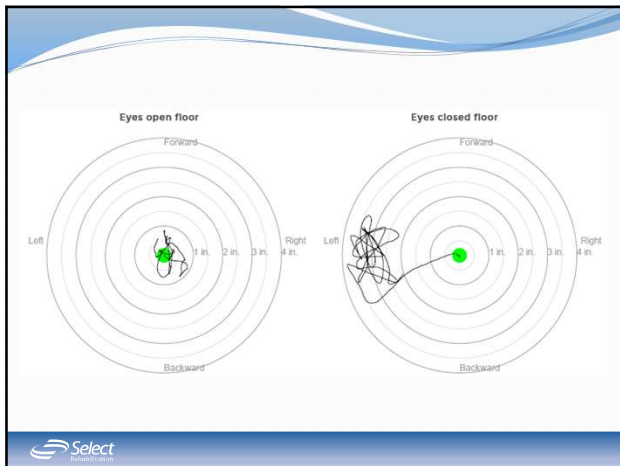 Eyes open floor
Forward
Left
Right
1 in. 2 in. 3 in. 4 in.
Backward
Eyes closed floor
Forward
Left
Right
1 in. 2 in. 3 in. 4 in.
Backward
Select
Rehabilitation